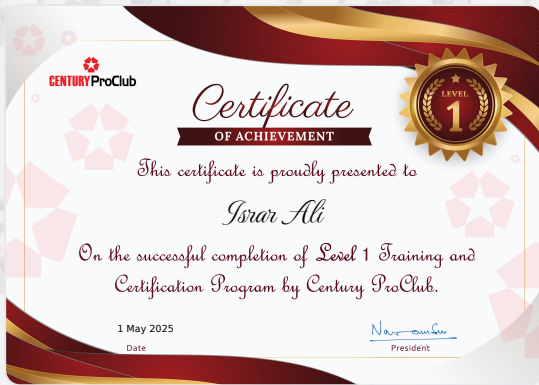 CENTURY ProClub
LEVEL
1
Certificate
OF ACHIEVEMENT
This certificate is proudly presented to
Israr Ali
On the successful completion of Level 1 Training and
Certification Program by Century ProClub.
1 May 2025
Date
President